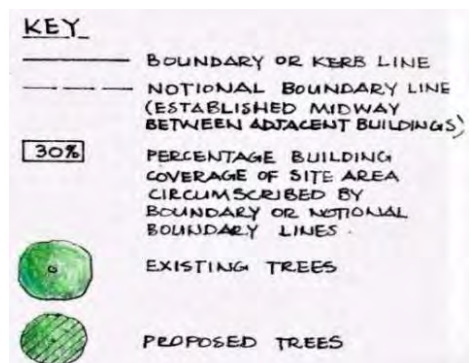 KEY
BOUNDARY OR KERB LINE
NOTIONAL BOUNDARY LINE
(ESTABLISHED MIDWAY
BETWEEN ADJACENT BUILDINGS)
30%
PERCENTAGE BUILDING
COVERAGE OF SITE AREA
CIRCUMSCRIBED BY
BOUNDARY OR NOTIONAL
BOUNDARY LINES.
EXISTING TREES
PROPOSED TREES